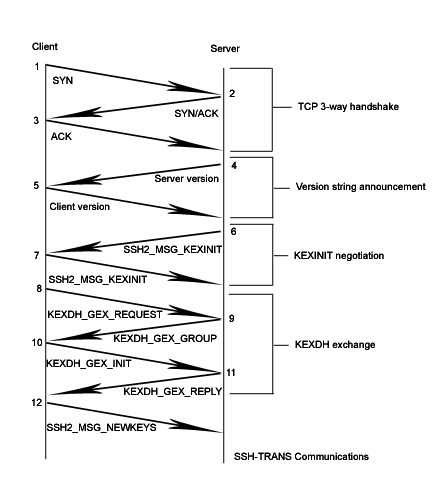 Client
Server
1
SYN
2
TCP 3-way handshake
SYN/ACK
3
ACK
4
Server version
5
Version string announcement
Client version
6
SSH2_MSG_KEXINIT
7
KEXINIT negotiation
SSH2_MSG_KEXINIT
8
KEXDH_GEX_REQUEST
9
KEXDH_GEX_GROUP
10
KEXDH exchange
KEXDH_GEX_INIT
11
KEXDH_GEX_REPLY
12
SSH2_MSG_NEWKEYS
SSH-TRANS Communications